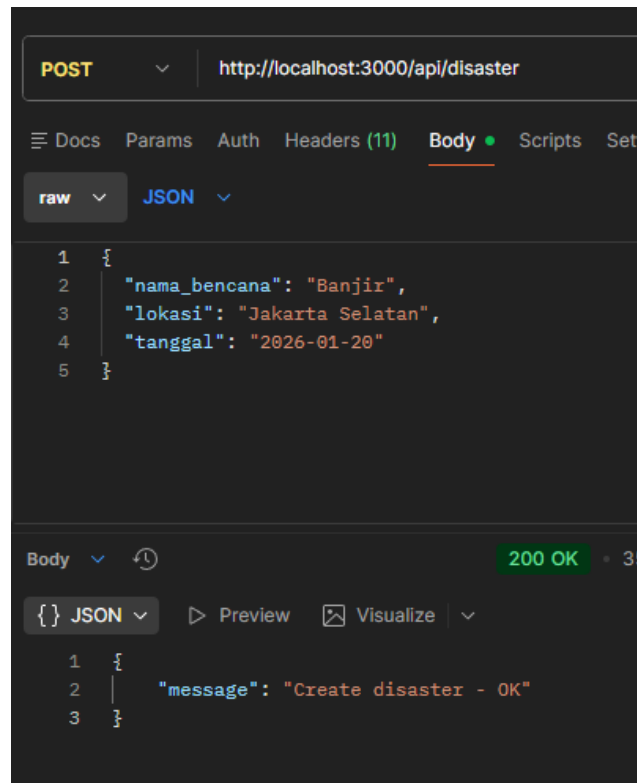 POST http://localhost:3000/api/disaster
Docs Params Auth Headers (11) Body Scripts Set
raw JSON
1 {
2 "nama_bencana": "Banjir",
3 "lokasi": "Jakarta Selatan",
4 "tanggal": "2026-01-20"
5 }
Body 200 OK
{} JSON Preview Visualize
1 {
2 "message": "Create disaster - OK"
3 }